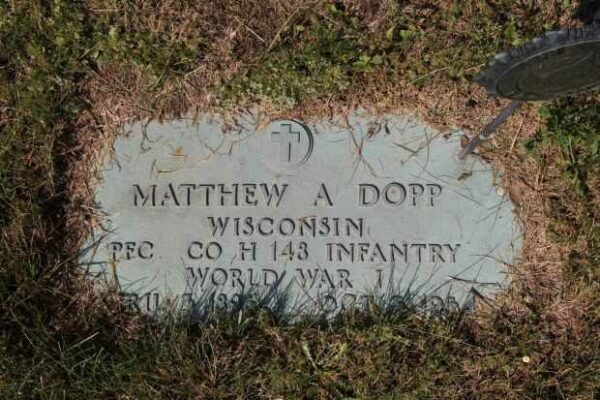 MATTHEW A DOPP
WISCONSIN
PFC CO H 143 INFANTRY
WORLD WAR I